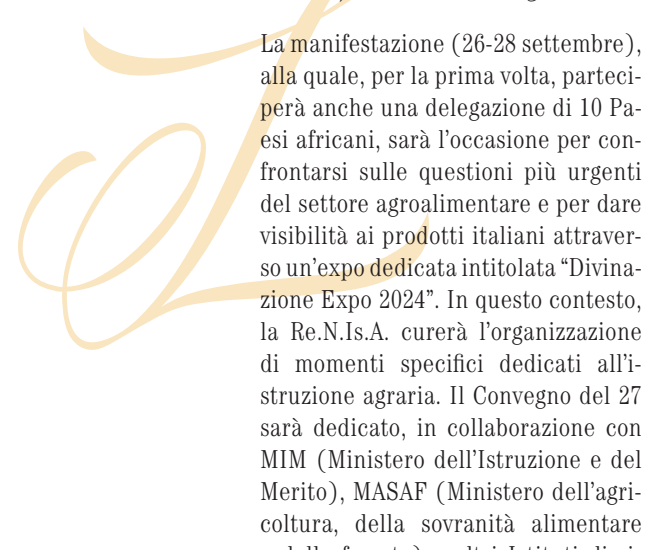 La manifestazione (26-28 settembre),
alla quale, per la prima volta, parteci-
perà anche una delegazione di 10 Pa-
esi africani, sarà l'occasione per con-
frontarsi sulle questioni più urgenti
del settore agroalimentare e per dare
visibilità ai prodotti italiani attraver-
so un'expo dedicata intitolata “Divina-
zione Expo 2024”. In questo contesto,
la Re.N.Is.A. curerà l'organizzazione
di momenti specifici dedicati all'i-
struzione agraria. Il Convegno del 27
sarà dedicato, in collaborazione con
MIM (Ministero dell'Istruzione e del
Merito), MASAF (Ministero dell'agri-
coltura, della sovranità alimentare